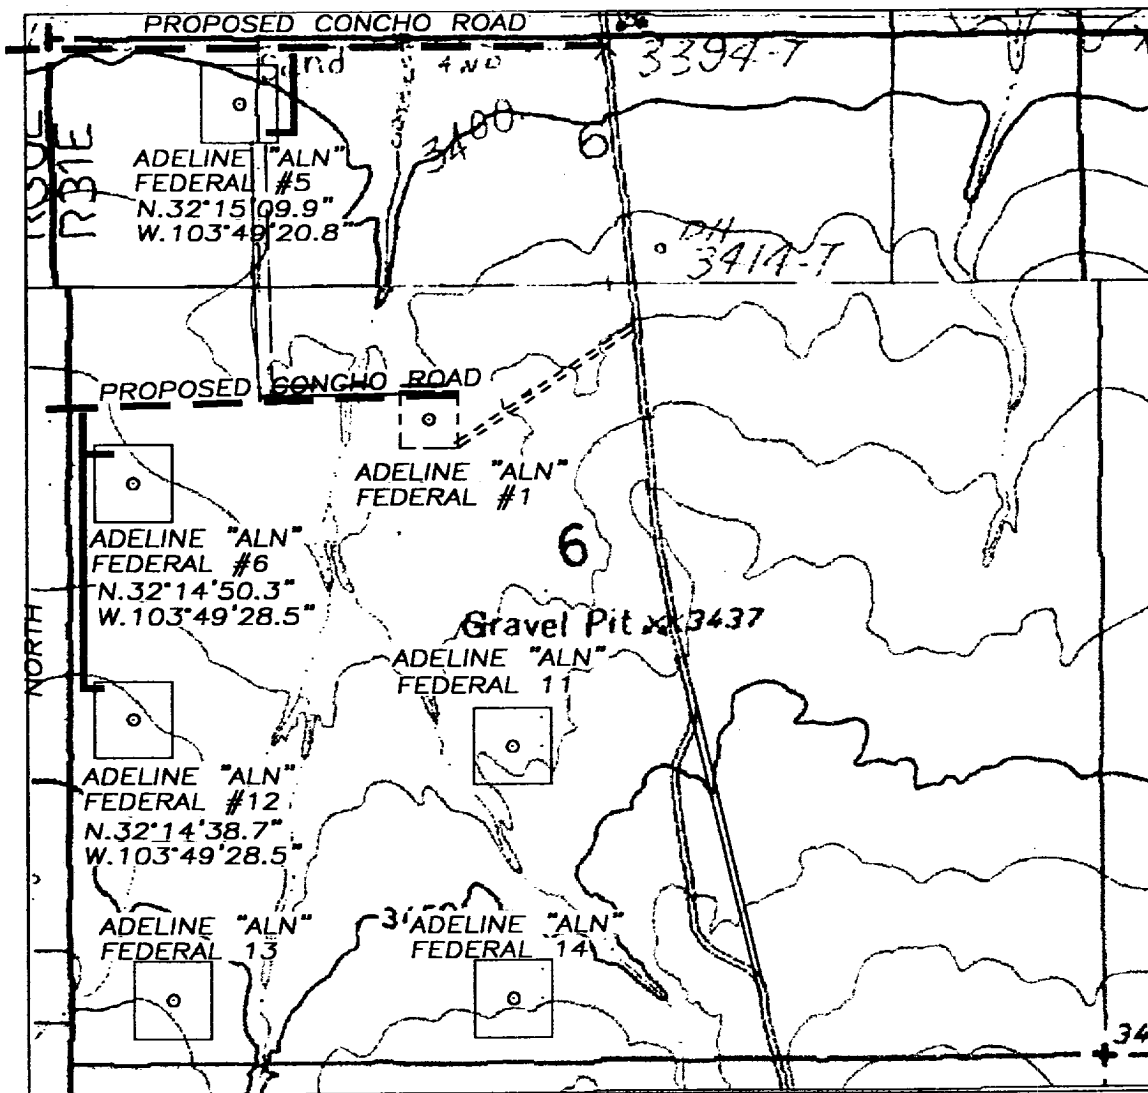 PROPOSED CONCHO ROAD
3394-T
3400
6
R31E
ADELINE "ALN"
FEDERAL #5
N.32°15'09.9"
W.103°49'20.8"
DH
3414-T
PROPOSED CONCHO ROAD
ADELINE "ALN"
FEDERAL #1
ADELINE "ALN"
FEDERAL #6
N.32°14'50.3"
W.103°49'28.5"
6
Gravel Pit 3437
NORTH
ADELINE "ALN"
FEDERAL 11
ADELINE "ALN"
FEDERAL #12
N.32°14'38.7"
W.103°49'28.5"
ADELINE "ALN"
FEDERAL 13
ADELINE "ALN"
FEDERAL 14
34